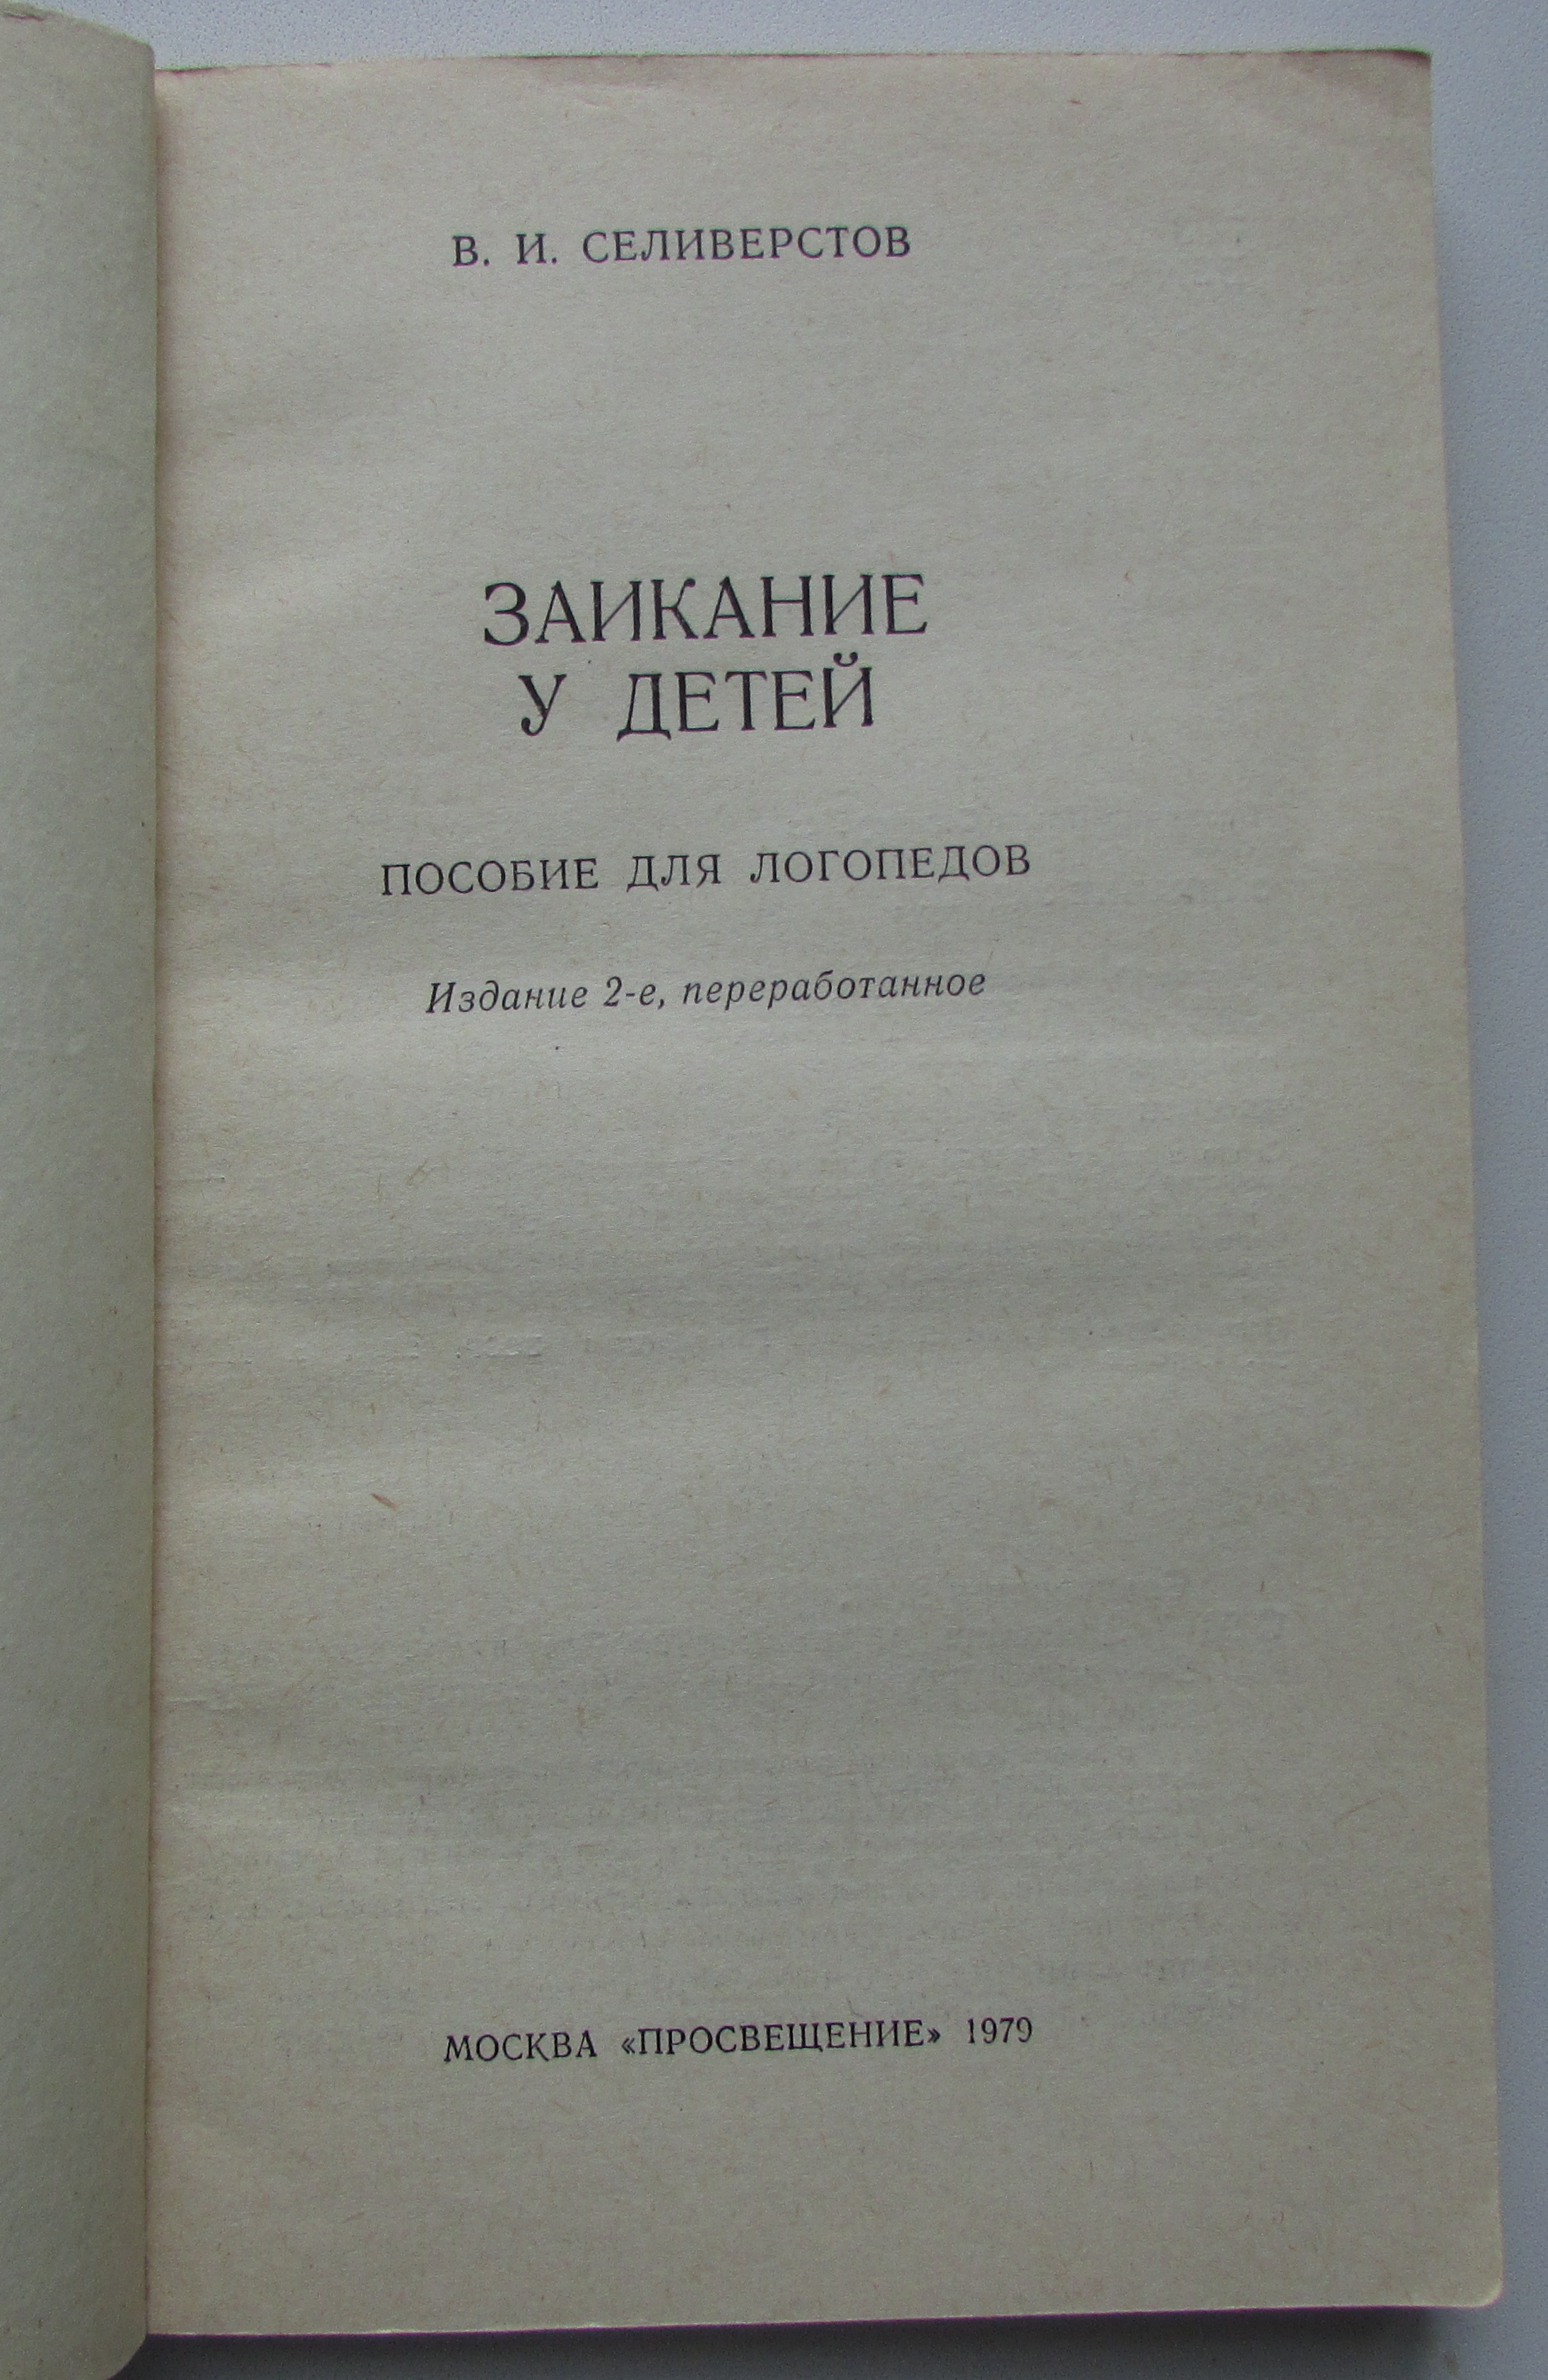 В. И. СЕЛИВЕРСТОВ
ЗАИКАНИЕ
У ДЕТЕЙ
ПОСОБИЕ ДЛЯ ЛОГОПЕДОВ
Издание 2-е, переработанное
МОСКВА «ПРОСВЕЩЕНИЕ» 1979